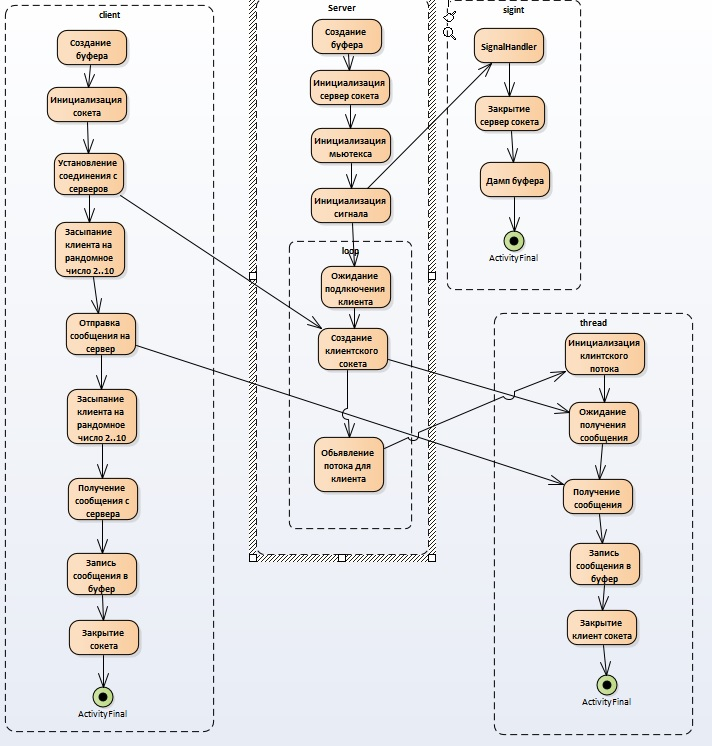 client
Создание
буфера
Инициализация
сокета
Установление
соединения с
серверов
Засыпание
клиента на
рандомное
число 2..10
Отправка
сообщения на
сервер
Засыпание
клиента на
рандомное
число 2..10
Получение
сообщения с
сервера
Запись
сообщения в
буфер
Закрытие
сокета
ActivityFinal
Server
Создание
буфера
Инициализация
сервер сокета
Инициализация
мьютекса
Инициализация
сигнала
loop
Ожидание
подлкючения
клиента
Создание
клиентского
сокета
Обьявление
потока для
клиента
sigint
SignalHandler
Закрытие
сервер сокета
Дамп буфера
ActivityFinal
thread
Инициализация
клинтского
потока
Ожидание
получения
сообщения
Получение
сообщения
Запись
сообщения в
буфер
Закрытие
клиент сокета
ActivityFinal